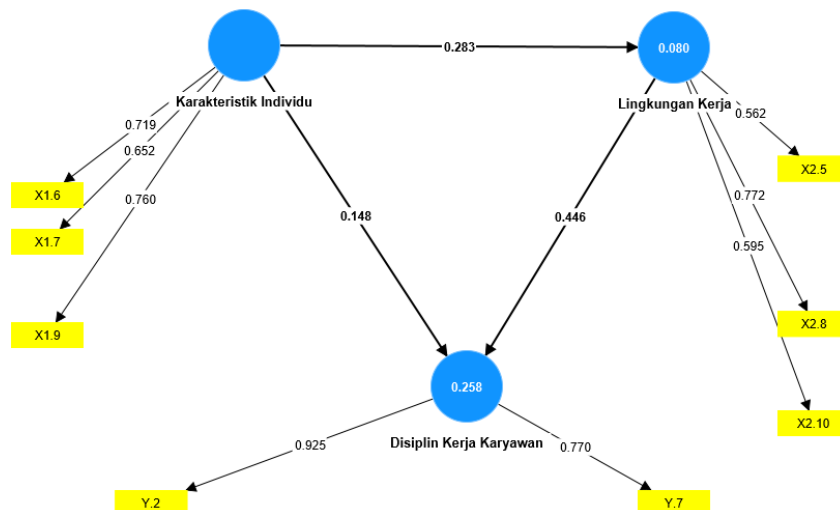 0.283
0.080
Karakteristik Individu
Lingkungan Kerja
0.719
0.562
0.652
X2.5
0.760
X1.6
0.772
0.148
0.446
X1.7
0.595
X1.9
X2.8
0.258
X2.10
0.925
Disiplin Kerja Karyawan
0.770
Y.2
Y.7